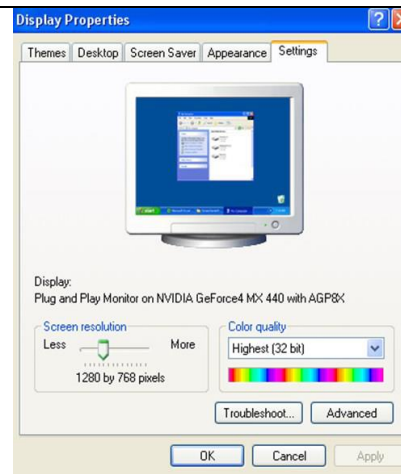 Display Properties
Themes Desktop Screen Saver Appearance Settings
Display:
Plug and Play Monitor on NVIDIA GeForce4 MX 440 with AGP8X
Screen resolution
Less More
1280 by 768 pixels
Color quality
Highest (32 bit)
Troubleshoot... Advanced
OK Cancel Apply